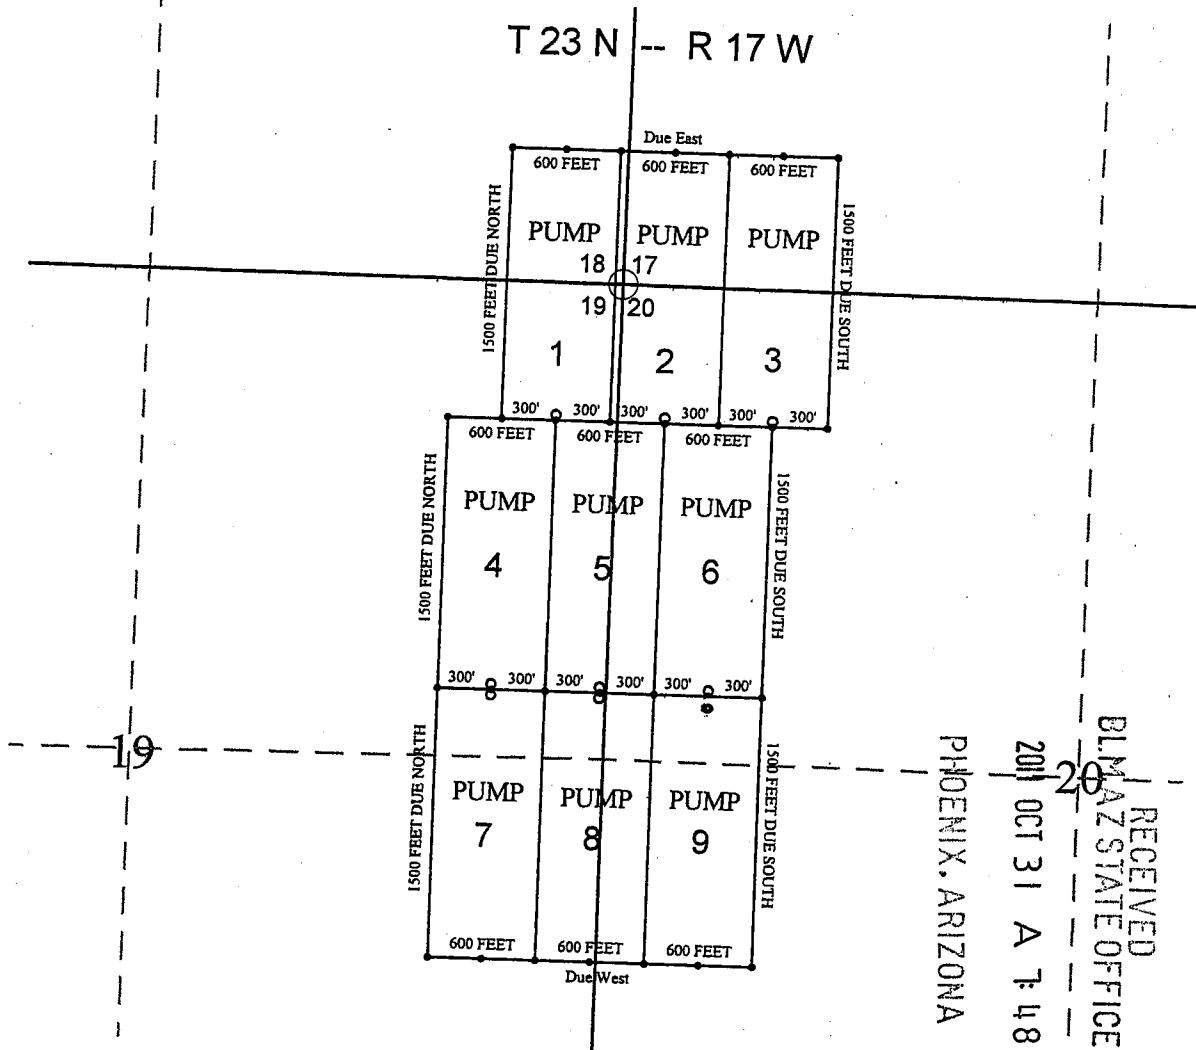 T 23 N -- R 17 W
Due East
600 FEET 600 FEET 600 FEET
1500 FEET DUE NORTH
PUMP PUMP PUMP
1500 FEET DUE SOUTH
18 17
19 20
1 2 3
300' 300' 300' 300' 300' 300'
600 FEET 600 FEET 600 FEET
1500 FEET DUE NORTH
PUMP PUMP PUMP
1500 FEET DUE SOUTH
4 5 6
300' 300' 300' 300' 300' 300'
19
20
1500 FEET DUE NORTH
PUMP PUMP PUMP
1500 FEET DUE SOUTH
7 8 9
600 FEET 600 FEET 600 FEET
Due West
RECEIVED
BLM AZ STATE OFFICE
OCT 31 A 7:48
PHOENIX, ARIZONA